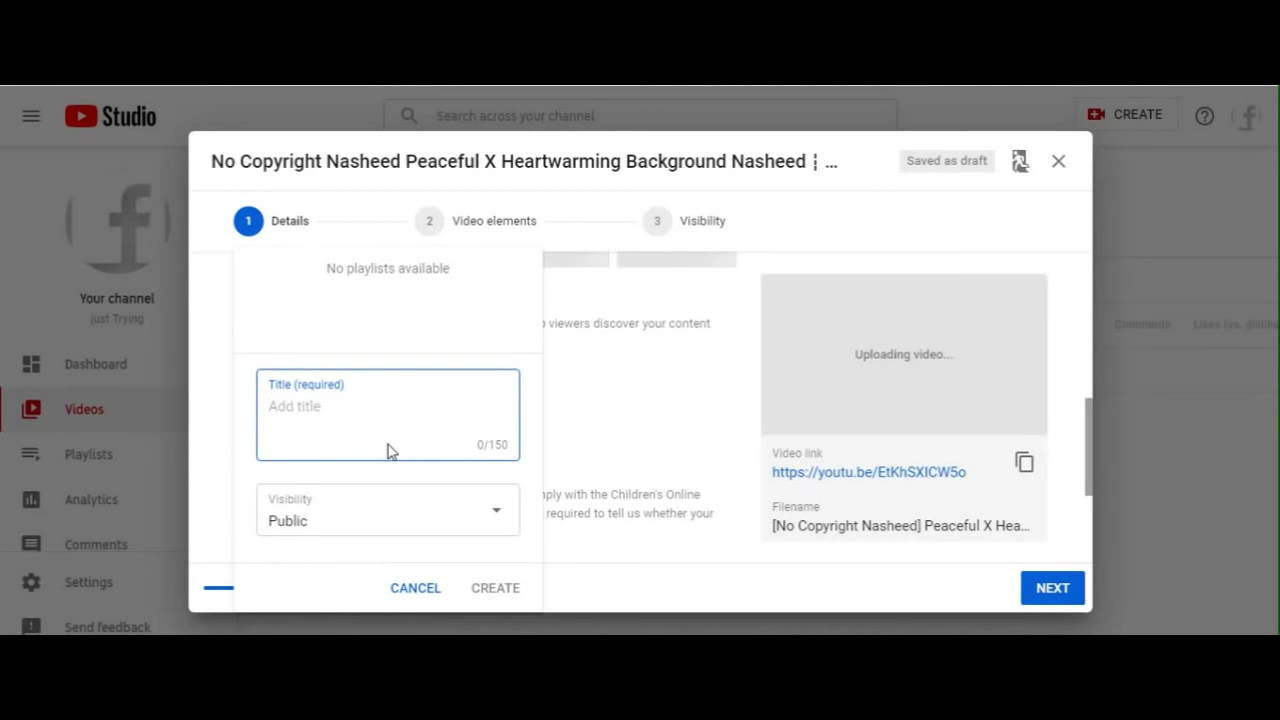 Studio
Search across your channel
CREATE
No Copyright Nasheed Peaceful X Heartwarming Background Nasheed ¦ ...
Saved as draft
1 Details
2 Video elements
3 Visibility
Your channel
just Trying
Dashboard
Videos
Playlists
Analytics
Comments
Settings
Send feedback
No playlists available
Title (required)
Add title
0/150
Visibility
Public
CANCEL
CREATE
viewers discover your content
ply with the Children's Online
required to tell us whether your
Uploading video...
Video link
https://youtu.be/EtKhSXICW5o
Filename
[No Copyright Nasheed] Peaceful X Hea...
NEXT
Comments
Likes (vs.